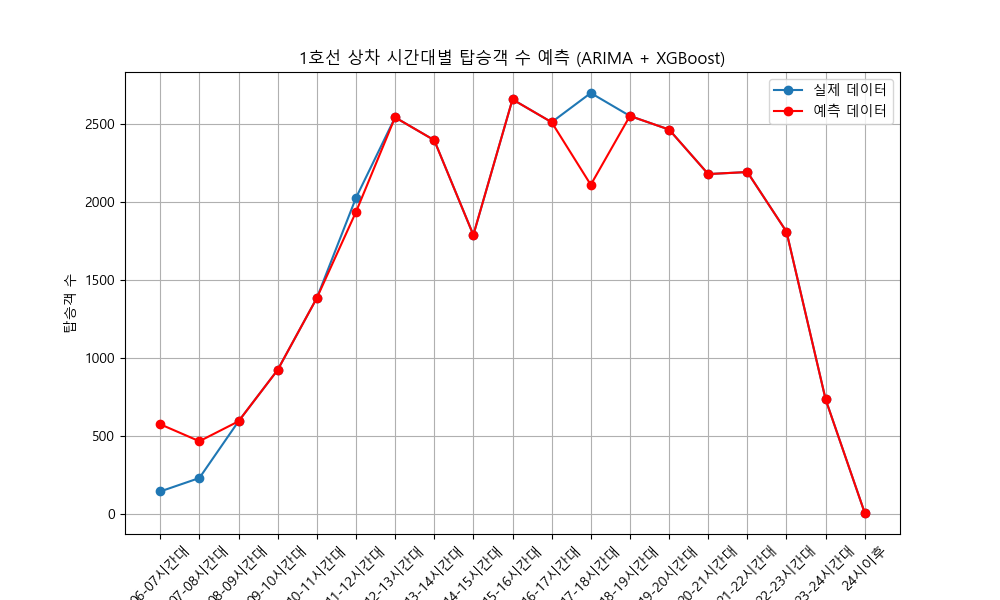 1호선 상차 시간대별 탑승객 수 예측 (ARIMA + XGBoost)
실제 데이터
예측 데이터
탑승객 수
2500
2000
1500
1000
500
0
06-07시간대
07-08시간대
08-09시간대
09-10시간대
10-11시간대
11-12시간대
12-13시간대
13-14시간대
14-15시간대
15-16시간대
16-17시간대
17-18시간대
18-19시간대
19-20시간대
20-21시간대
21-22시간대
22-23시간대
23-24시간대
24시이후